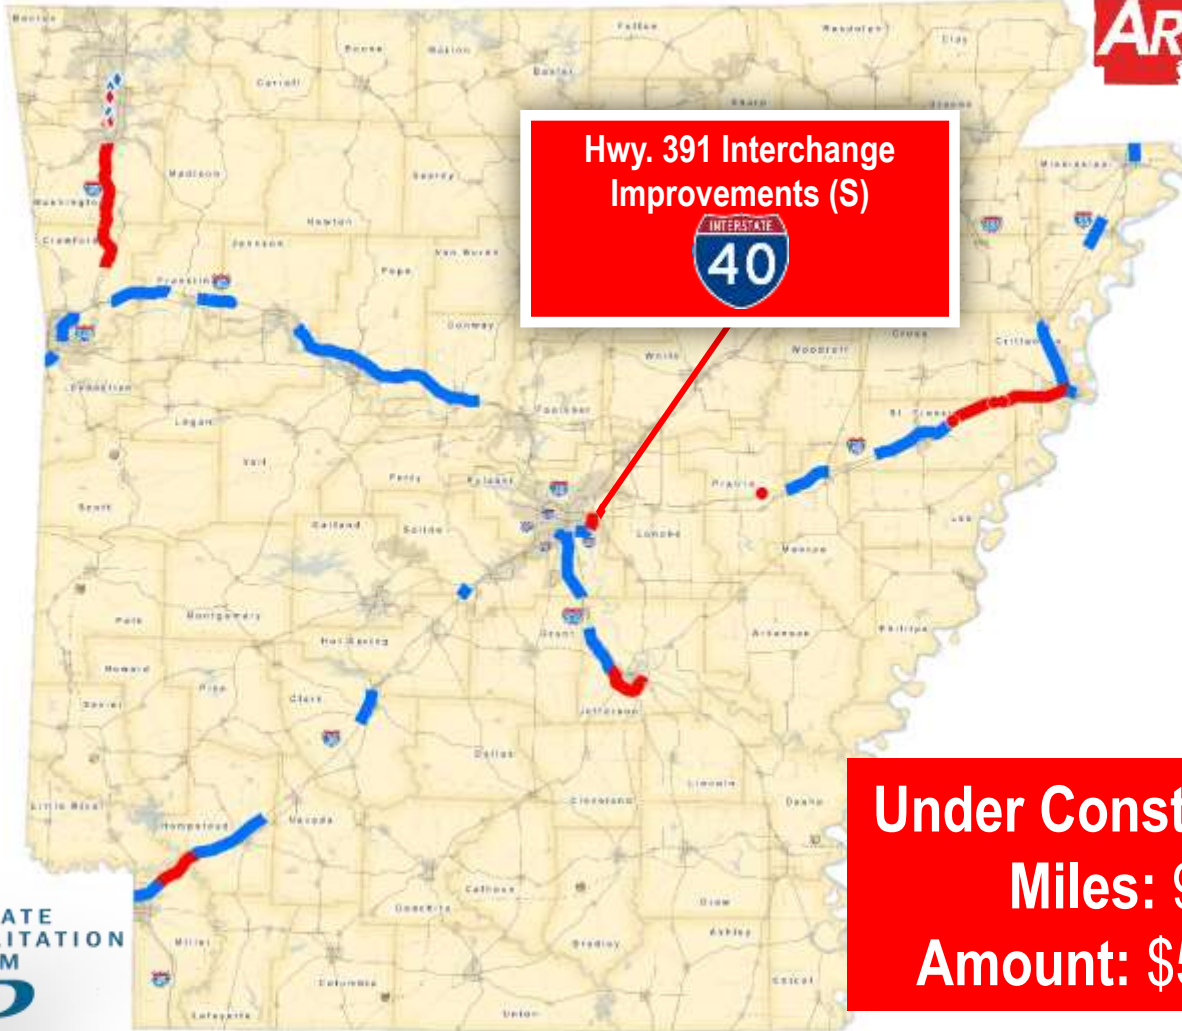 AR
Hwy. 391 Interchange
Improvements (S)
INTERSTATE
40
Benton
Boone
Marion
Fulton
Randolph
Clay
Carroll
Baxter
Sharp
Greene
Washington
Madison
Searcy
Mississippi
Crawford
Newton
Johnson
Van Buren
Franklin
Pope
Conway
White
Woodruff
Cross
Crittenden
Sebastian
Logan
Faulkner
St. Francis
Yell
Perry
Pulaski
Prairie
Scott
Garland
Saline
Lonoke
Lee
Monroe
Polk
Montgomery
Hot Spring
Grant
Arkansas
Phillips
Howard
Pike
Clark
Sevier
Jefferson
Dallas
Lincoln
Little River
Hempstead
Nevada
Cleveland
Desha
Calhoun
Ouachita
Drew
Miller
Bradley
Ashley
Columbia
Chicot
Lafayette
Union
Under Const
Miles: 9
Amount: $5
ATE
ITATION
M